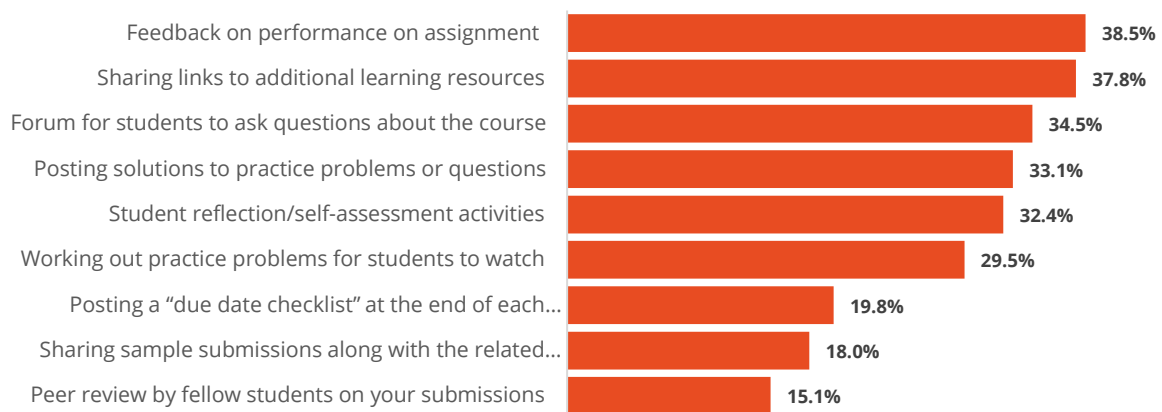 Feedback on performance on assignment 38.5%
Sharing links to additional learning resources 37.8%
Forum for students to ask questions about the course 34.5%
Posting solutions to practice problems or questions 33.1%
Student reflection/self-assessment activities 32.4%
Working out practice problems for students to watch 29.5%
Posting a “due date checklist” at the end of each... 19.8%
Sharing sample submissions along with the related... 18.0%
Peer review by fellow students on your submissions 15.1%